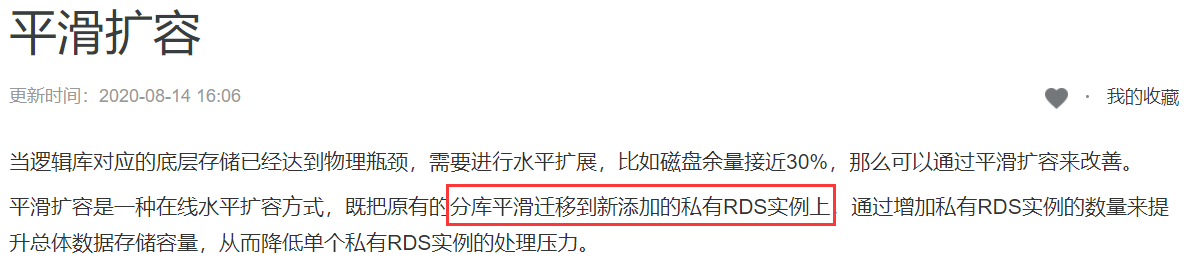 平滑扩容
更新时间：2020-08-14 16:06
· 我的收藏
当逻辑库对应的底层存储已经达到物理瓶颈，需要进行水平扩展，比如磁盘余量接近30%，那么可以通过平滑扩容来改善。
平滑扩容是一种在线水平扩容方式，既把原有的分库平滑迁移到新添加的私有RDS实例上，通过增加私有RDS实例的数量来提
升总体数据存储容量，从而降低单个私有RDS实例的处理压力。